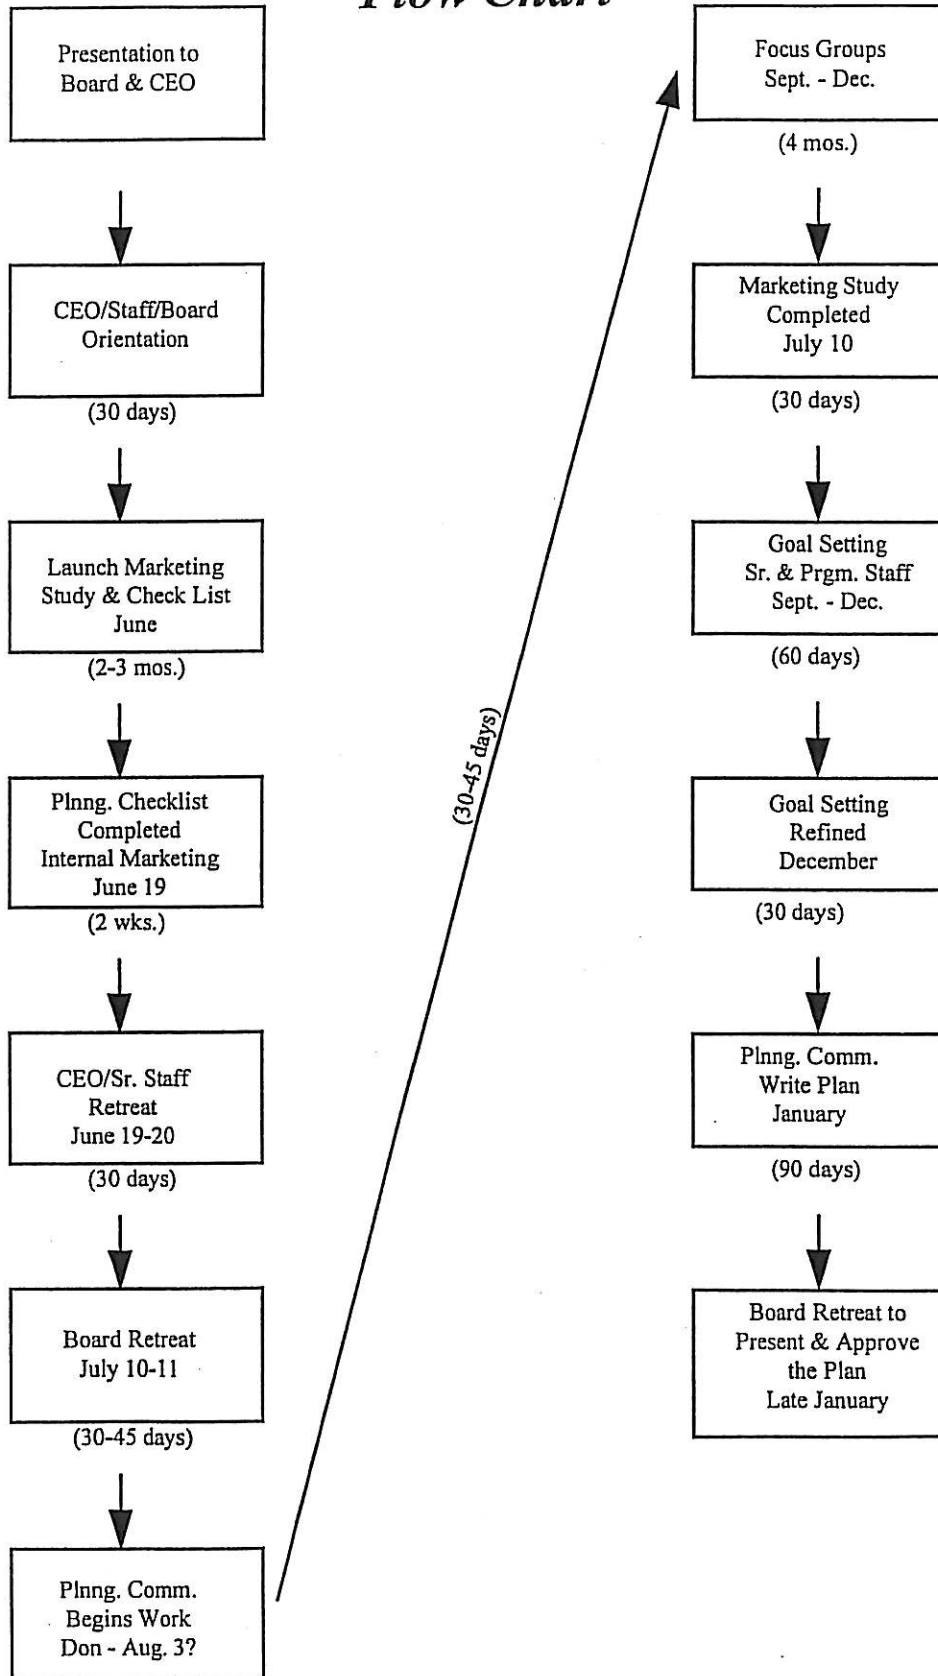 Flow Chart
Presentation to
Board & CEO
CEO/Staff/Board
Orientation
(30 days)
Launch Marketing
Study & Check List
June
(2-3 mos.)
Plnng. Checklist
Completed
Internal Marketing
June 19
(2 wks.)
CEO/Sr. Staff
Retreat
June 19-20
(30 days)
Board Retreat
July 10-11
(30-45 days)
Plnng. Comm.
Begins Work
Don - Aug. 3?
(30-45 days)
Focus Groups
Sept. - Dec.
(4 mos.)
Marketing Study
Completed
July 10
(30 days)
Goal Setting
Sr. & Prgm. Staff
Sept. - Dec.
(60 days)
Goal Setting
Refined
December
(30 days)
Plnng. Comm.
Write Plan
January
(90 days)
Board Retreat to
Present & Approve
the Plan
Late January